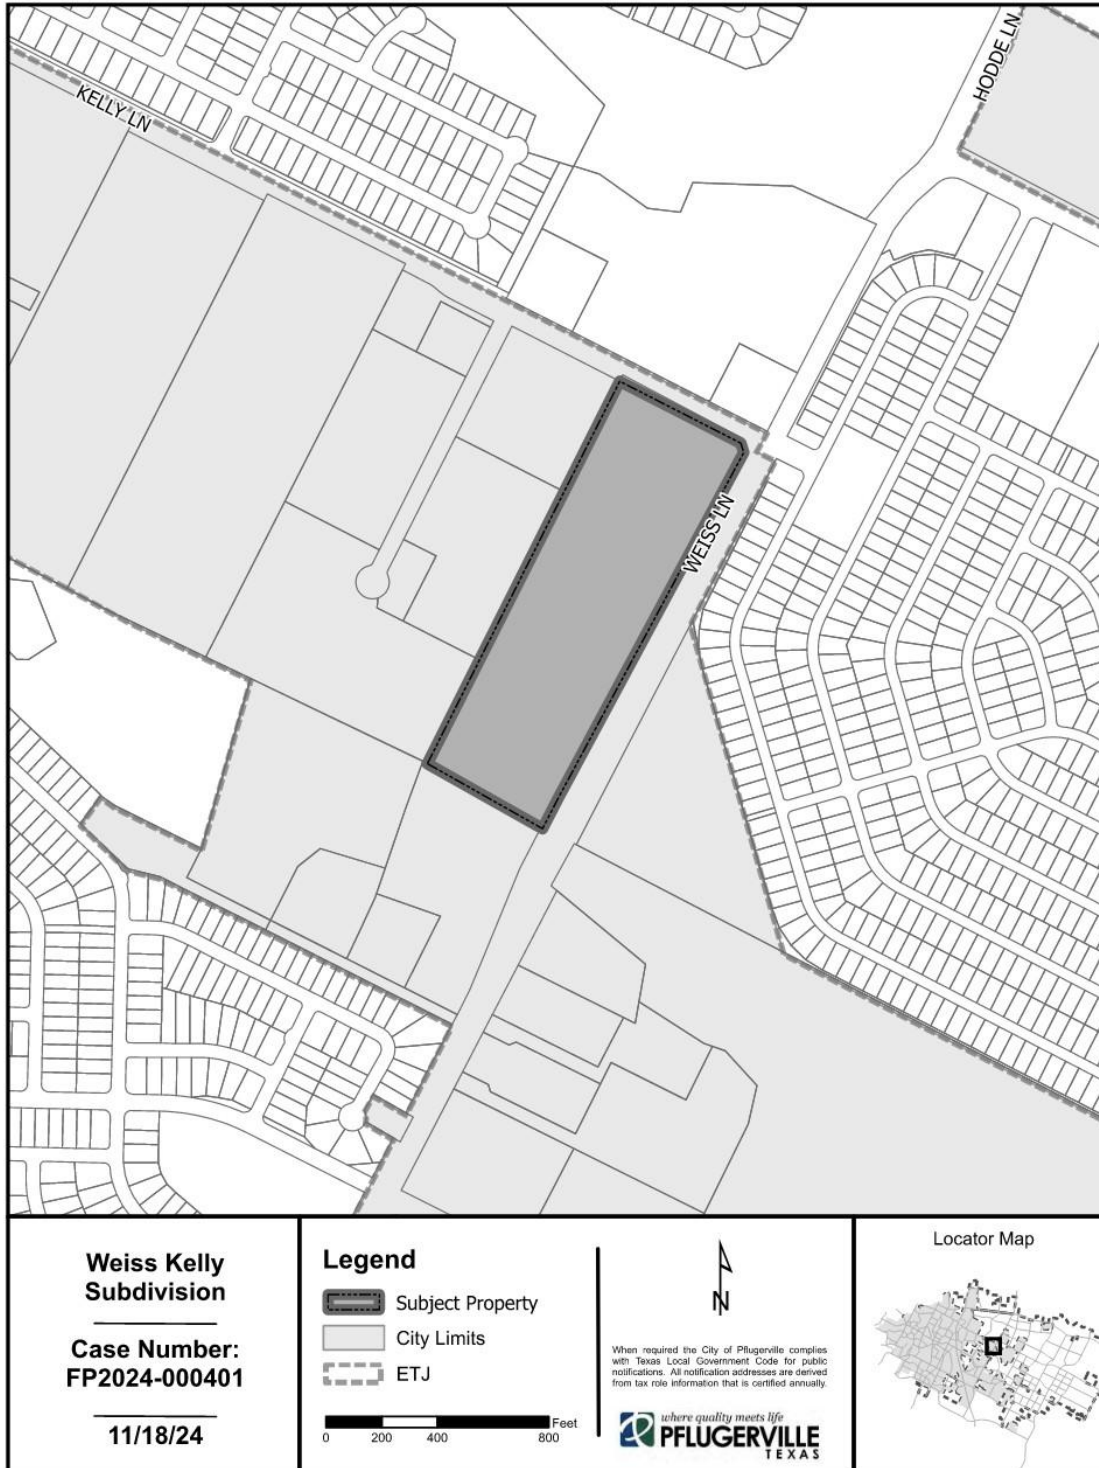 HODDE LN
KELLY LN
WEISS LN
Weiss Kelly
Subdivision
Case Number:
FP2024-000401
11/18/24
Legend
Subject Property
City Limits
ETJ
Feet
0 200 400 800
N
When required the City of Pflugerville complies
with Texas Local Government Code for public
notifications. All notification addresses are derived
from tax role information that is certified annually.
where quality meets life
PFLUGERVILLE
TEXAS
Locator Map